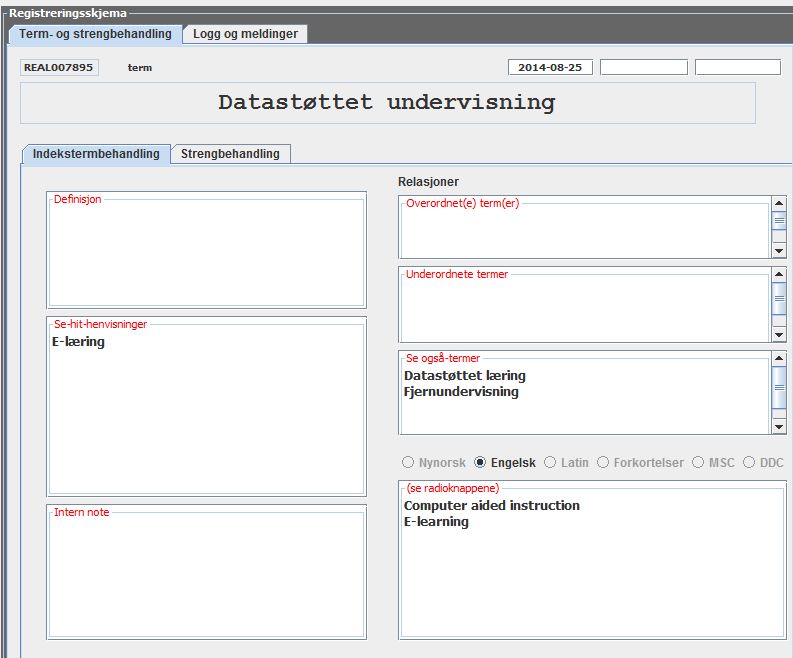 Registreringsskjema
Term- og strengbehandling
Logg og meldinger
REAL007895
term
2014-08-25
Datastøttet undervisning
Indekstermbehandling
Strengbehandling
Definisjon
Se-hit-henvisninger
E-læring
Intern note
Relasjoner
Overordnet(e) term(er)
Underordnete termer
Se også-termer
Datastøttet læring
Fjernundervisning
Nynorsk Engelsk Latin Forkortelser MSC DDC
(se radioknappene)
Computer aided instruction
E-learning